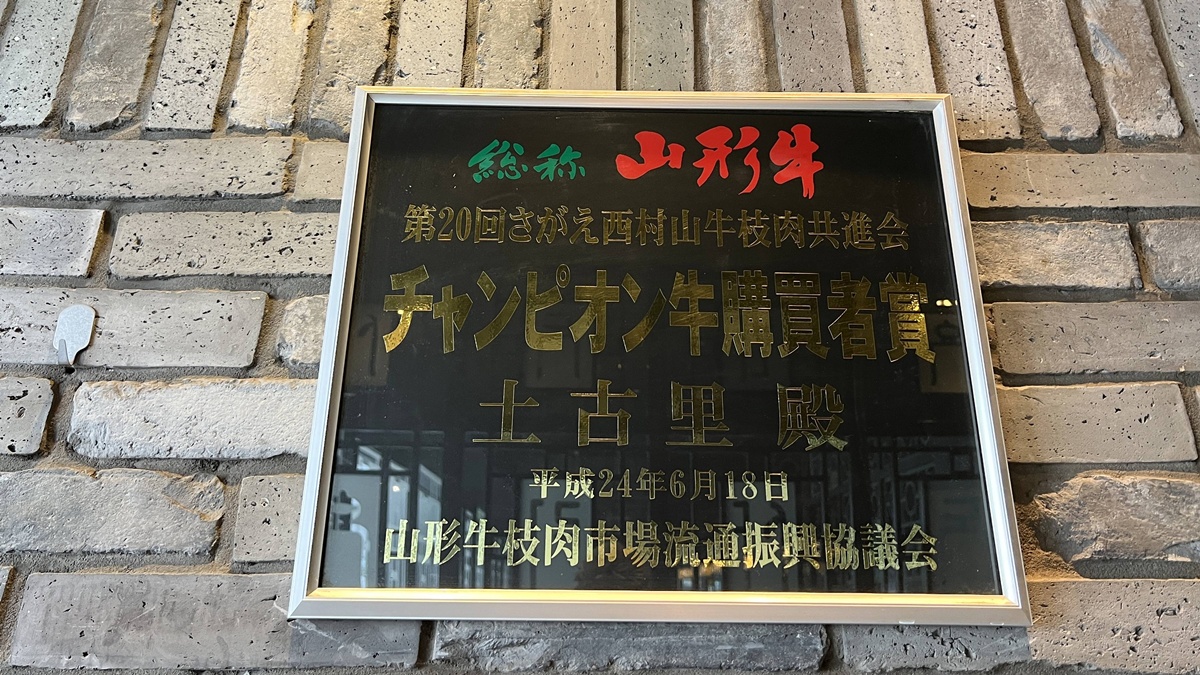 総称 山形牛
第20回さがえ西村山牛枝肉共進会
チャンピオン牛購買者賞
土古里 殿
平成24年6月18日
山形牛枝肉市場流通振興協議会